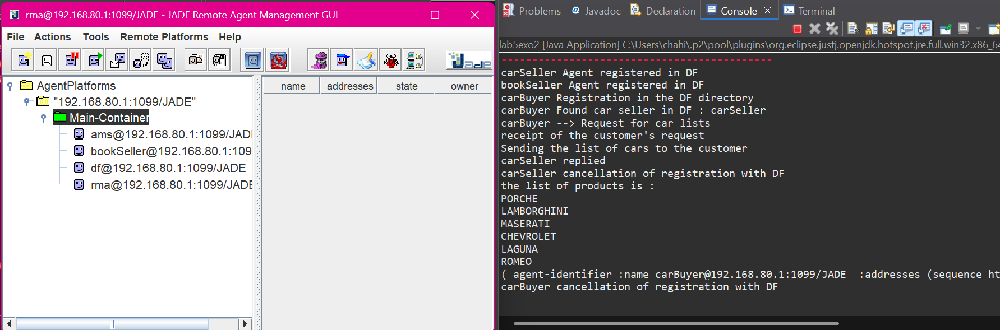 rma@192.168.80.1:1099/JADE - JADE Remote Agent Management GUI
File Actions Tools Remote Platforms Help
Jade
AgentPlatforms
"192.168.80.1:1099/JADE"
Main-Container
ams@192.168.80.1:1099/JAD
bookSeller@192.168.80.1:109
df@192.168.80.1:1099/JADE
rma@192.168.80.1:1099/JADE
name addresses state owner
Problems Javadoc Declaration Console Terminal
lab5exo2 [Java Application] C:\Users\chahi\.p2\pool\plugins\org.eclipse.justj.openjdk.hotspot.jre.full.win32.x86_64
--------------------------------------------
carSeller Agent registered in DF
bookSeller Agent registered in DF
carBuyer Registration in the DF directory
carBuyer Found car seller in DF : carSeller
carBuyer --> Request for car lists
receipt of the customer's request
Sending the list of cars to the customer
carSeller replied
carSeller cancellation of registration with DF
the list of products is :
PORCHE
LAMBORGHINI
MASERATI
CHEVROLET
LAGUNA
ROMEO
( agent-identifier :name carBuyer@192.168.80.1:1099/JADE  :addresses (sequence ht
carBuyer cancellation of registration with DF